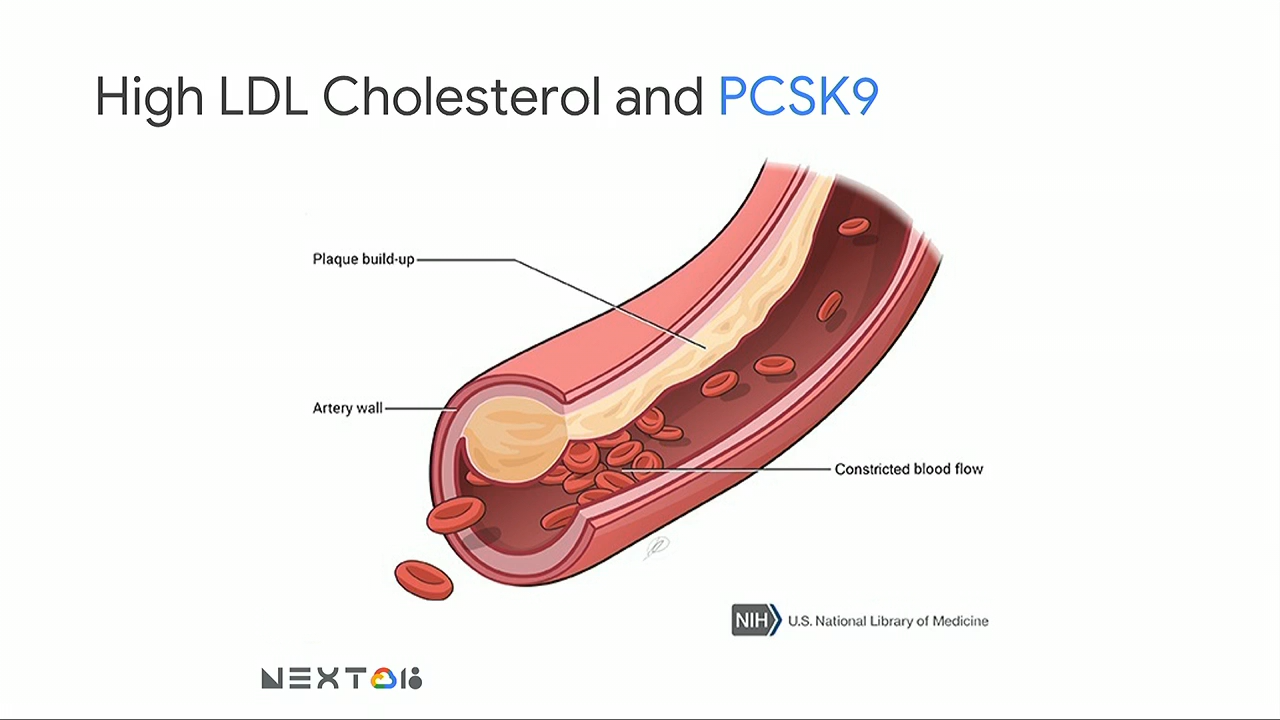 High LDL Cholesterol and PCSK9
Plaque build-up
Artery wall
Constricted blood flow
NIH U.S. National Library of Medicine
NEXT 18